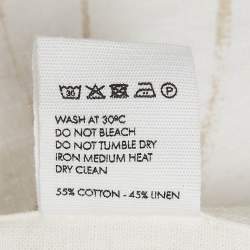 30
P
WASH AT 30ºC
DO NOT BLEACH
DO NOT TUMBLE DRY
IRON MEDIUM HEAT
DRY CLEAN
55% COTTON - 45% LINEN